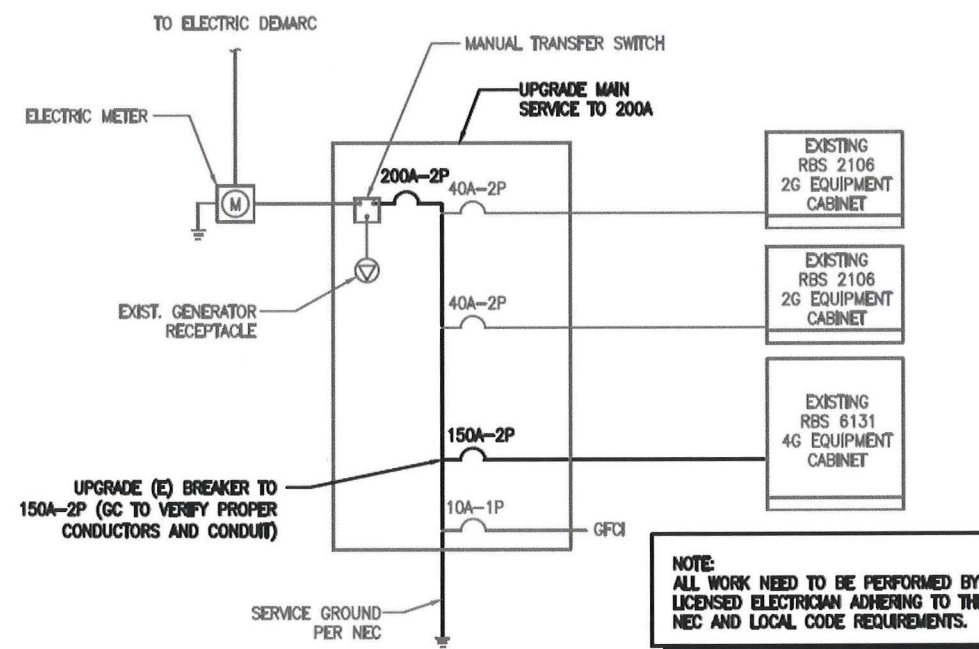 TO ELECTRIC DEMARC
MANUAL TRANSFER SWITCH
UPGRADE MAIN
SERVICE TO 200A
ELECTRIC METER
M
200A-2P
40A-2P
EXISTING
RBS 2106
2G EQUIPMENT
CABINET
EXIST. GENERATOR
RECEPTACLE
40A-2P
EXISTING
RBS 2106
2G EQUIPMENT
CABINET
150A-2P
EXISTING
RBS 6131
4G EQUIPMENT
CABINET
UPGRADE (E) BREAKER TO
150A-2P (GC TO VERIFY PROPER
CONDUCTORS AND CONDUIT)
10A-1P
GFCI
SERVICE GROUND
PER NEC
NOTE:
ALL WORK NEED TO BE PERFORMED BY
LICENSED ELECTRICIAN ADHERING TO TH
NEC AND LOCAL CODE REQUIREMENTS.